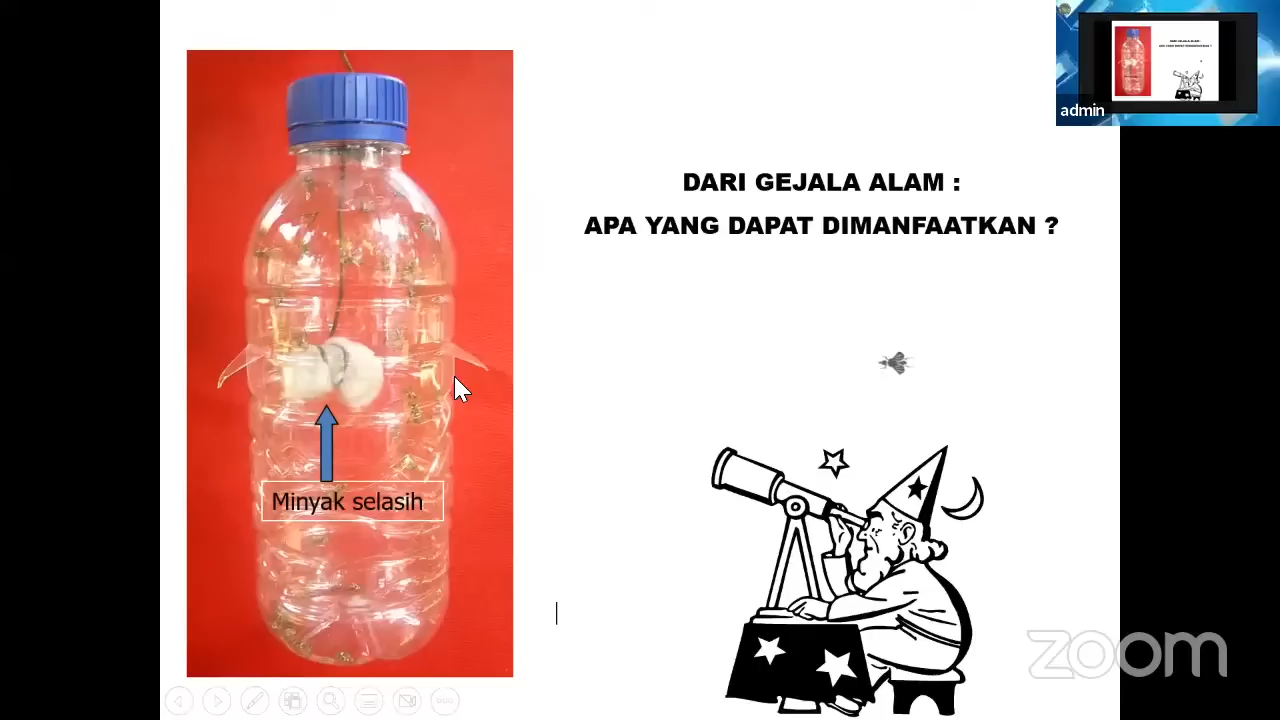 DARI GEJALA ALAM :
APA YANG DAPAT DIMANFAATKAN ?
Minyak selasih
admin
zoom